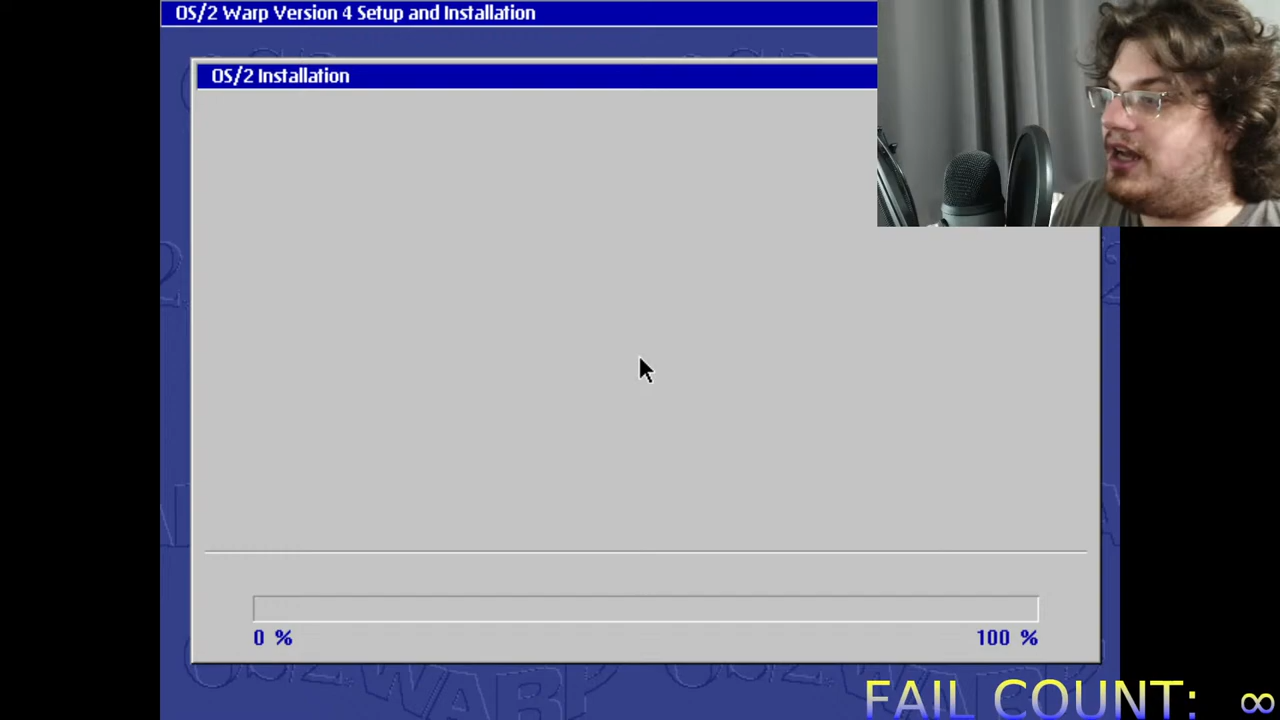 OS/2 Warp Version 4 Setup and Installation
OS/2 Installation
0 %
100 %
FAIL COUNT: ∞